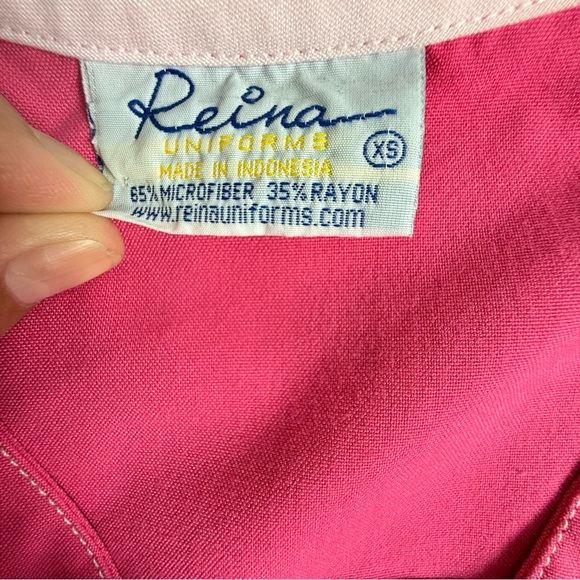 Reina
UNIFORMS
XS
MADE IN INDONESIA
65% MICROFIBER 35% RAYON
www.reinauniforms.com